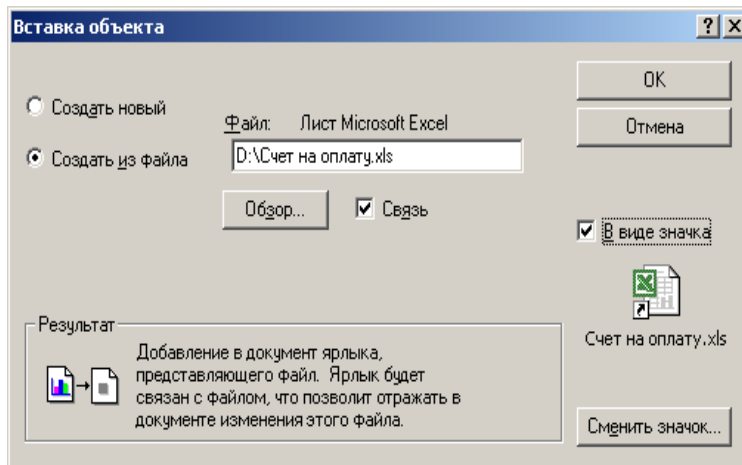 Вставка объекта
Создать новый
Создать из файла
Файл: Лист Microsoft Excel
D:\Счет на оплату.xls
Обзор...
Связь
OK
Отмена
В виде значка
Счет на оплату.xls
Сменить значок...
Результат
Добавление в документ ярлыка,
представляющего файл. Ярлык будет
связан с файлом, что позволит отражать в
документе изменения этого файла.